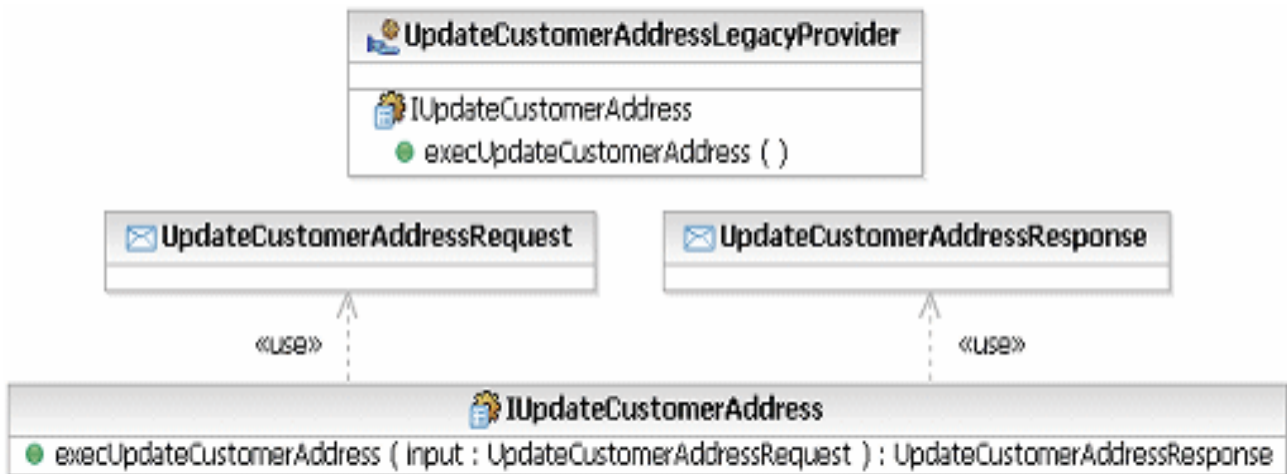 UpdateCustomerAddressLegacyProvider
IUpdateCustomerAddress
execUpdateCustomerAddress ( )
UpdateCustomerAddressRequest
UpdateCustomerAddressResponse
«use»
«use»
IUpdateCustomerAddress
execUpdateCustomerAddress ( input : UpdateCustomerAddressRequest ) : UpdateCustomerAddressResponse